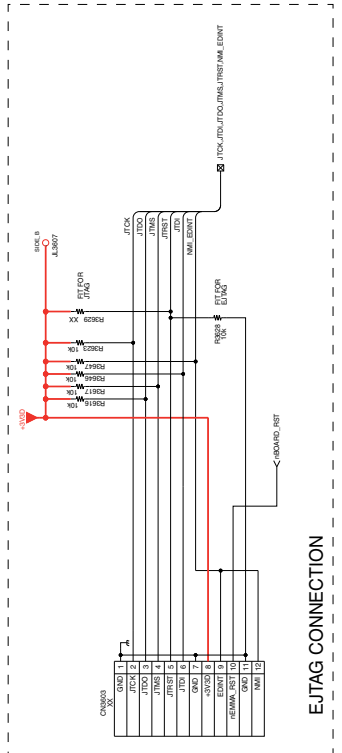 EJTAG CONNECTION
CN3603
XX
GND 1
JTCK 2
JTDO 3
JTMS 4
JTRST 5
JTDI 6
GND 7
+3V3D 8
EDINT 9
nEMMA_RST 10
GND 11
NMI 12
+3V3D
SIDE_B
JL3607
R3616
10k
R3617
10k
R3646
10k
R3647
10k
R3623
10k
R3629
XX
FIT FOR
JTAG
R3628
10k
FIT FOR
EJTAG
JTCK
JTDO
JTMS
JTRST
JTDI
NMI_EDINT
nBOARD_RST
JTCK,JTDI,JTDO,JTMS,JTRST,NMI_EDINT